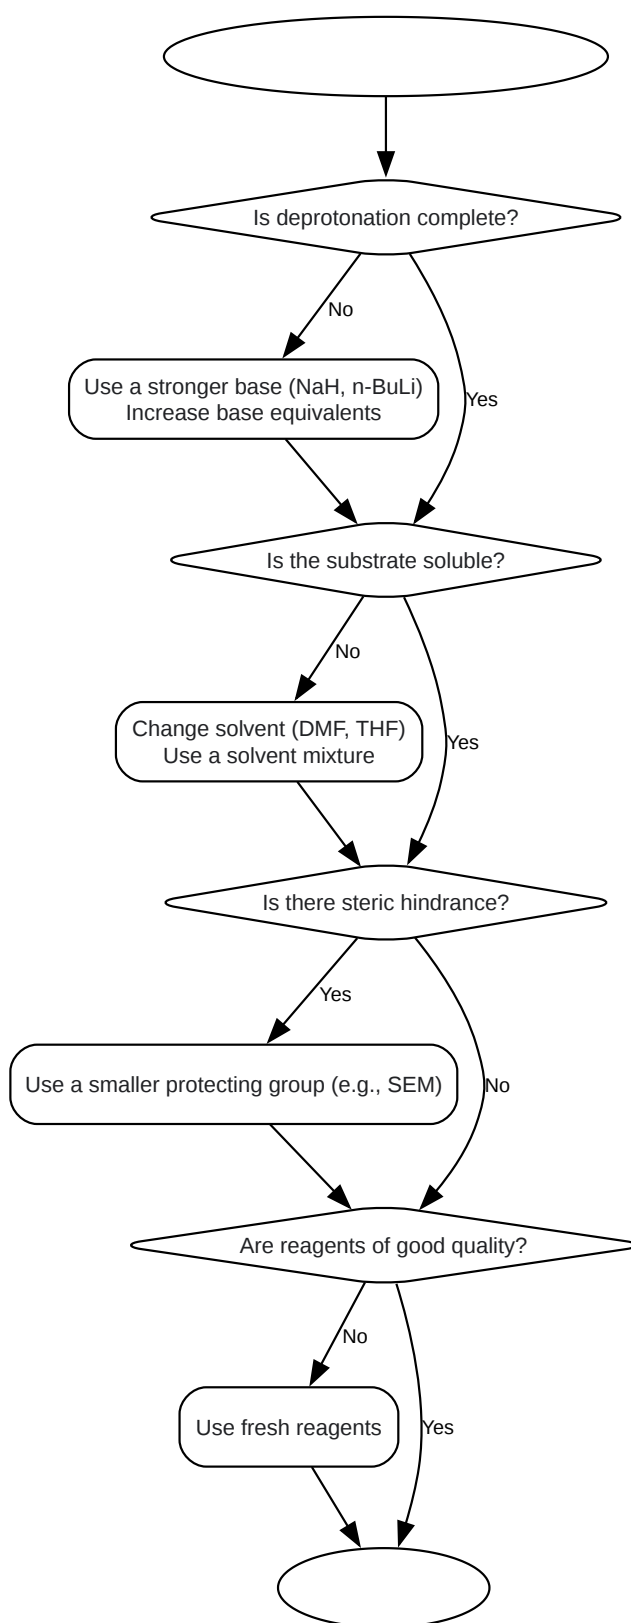 Is deprotonation complete?
No
Use a stronger base (NaH, n-BuLi)
Increase base equivalents
Yes
Is the substrate soluble?
No
Change solvent (DMF, THF)
Use a solvent mixture
Yes
Is there steric hindrance?
Yes
Use a smaller protecting group (e.g., SEM)
No
Are reagents of good quality?
No
Use fresh reagents
Yes